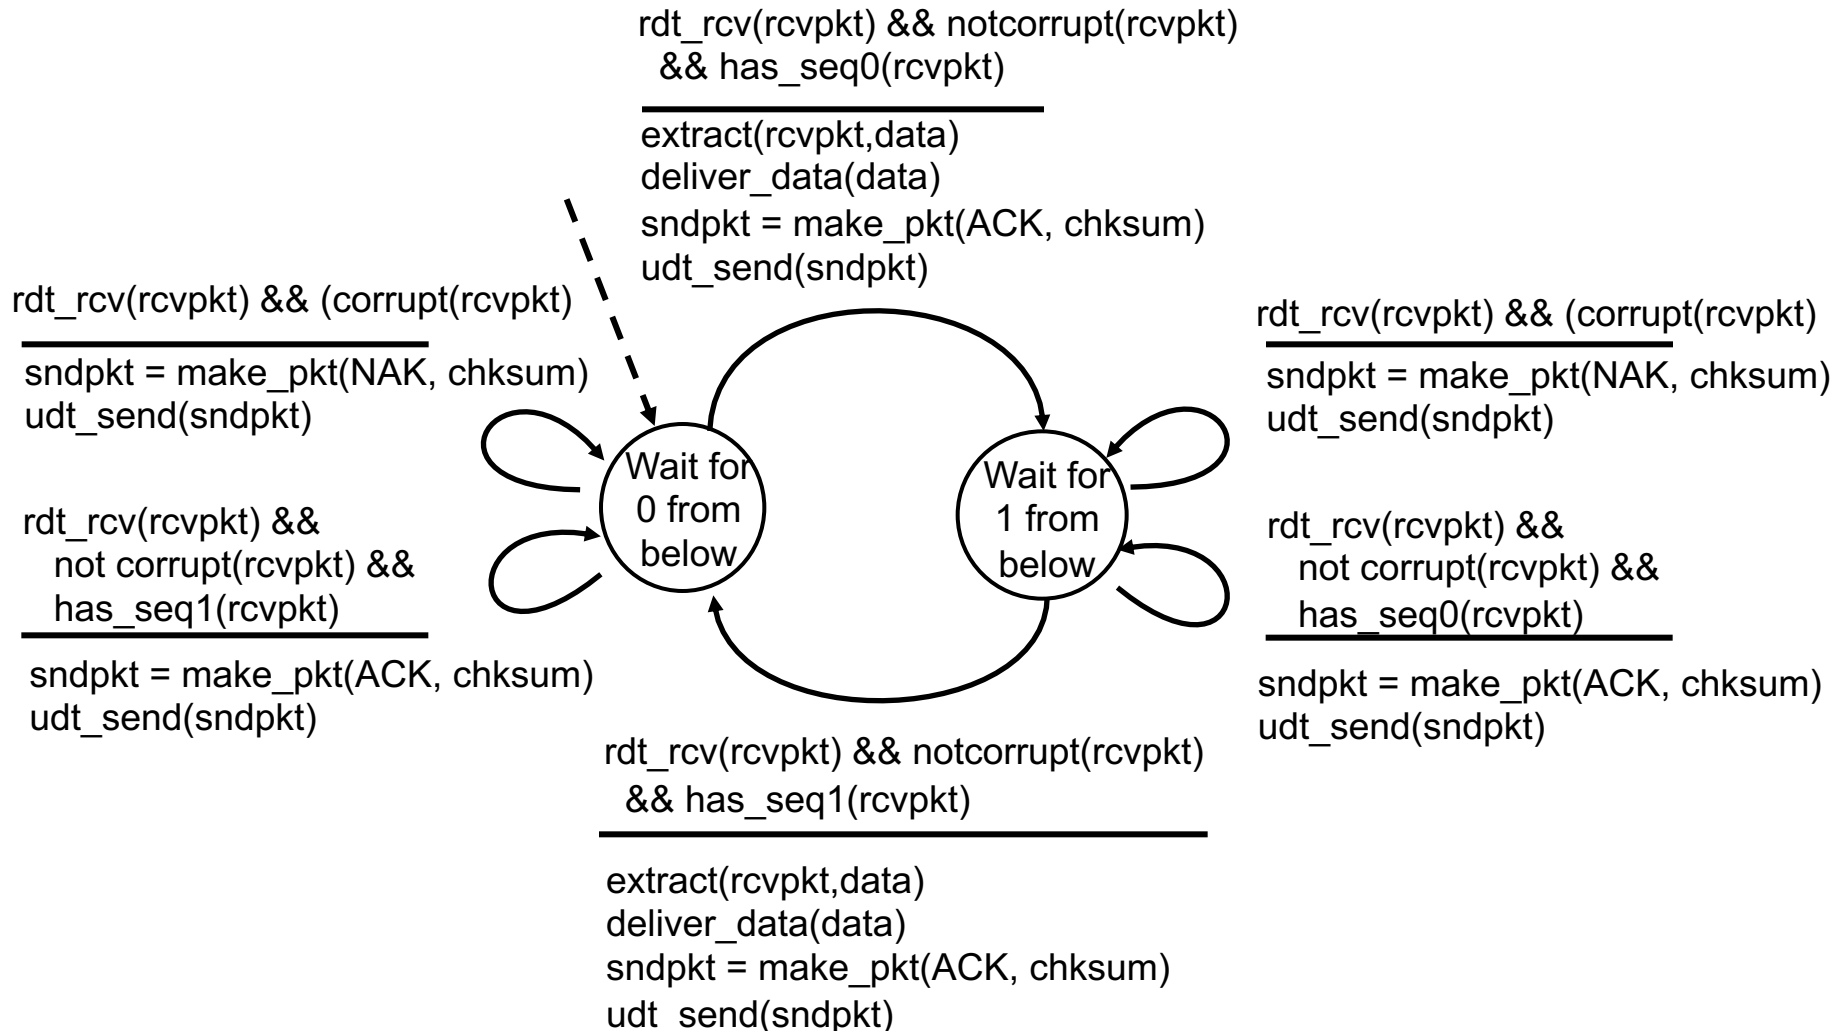 rdt_rcv(rcvpkt) && notcorrupt(rcvpkt)
&& has_seq0(rcvpkt)
extract(rcvpkt,data)
deliver_data(data)
sndpkt = make_pkt(ACK, chksum)
udt_send(sndpkt)
rdt_rcv(rcvpkt) && (corrupt(rcvpkt)
sndpkt = make_pkt(NAK, chksum)
udt_send(sndpkt)
rdt_rcv(rcvpkt) &&
not corrupt(rcvpkt) &&
has_seq1(rcvpkt)
sndpkt = make_pkt(ACK, chksum)
udt_send(sndpkt)
Wait for
0 from
below
Wait for
1 from
below
rdt_rcv(rcvpkt) && (corrupt(rcvpkt)
sndpkt = make_pkt(NAK, chksum)
udt_send(sndpkt)
rdt_rcv(rcvpkt) &&
not corrupt(rcvpkt) &&
has_seq0(rcvpkt)
sndpkt = make_pkt(ACK, chksum)
udt_send(sndpkt)
rdt_rcv(rcvpkt) && notcorrupt(rcvpkt)
&& has_seq1(rcvpkt)
extract(rcvpkt,data)
deliver_data(data)
sndpkt = make_pkt(ACK, chksum)
udt_send(sndpkt)